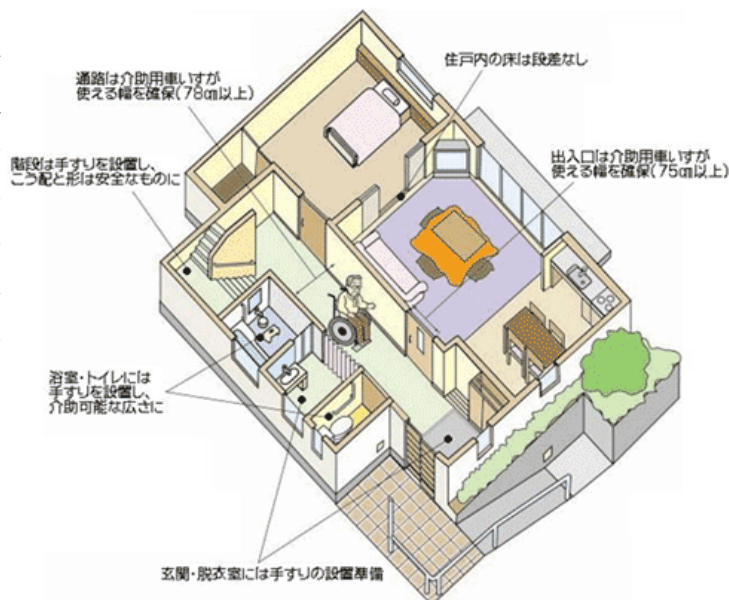 住戸内の床は段差なし
通路は介助用車いすが
使える幅を確保(78㎝以上)
出入口は介助用車いすが
使える幅を確保(75㎝以上)
階段は手すりを設置し、
こう配と形は安全なものに
浴室・トイレには
手すりを設置し、
介助可能な広さに
玄関・脱衣室には手すりの設置準備